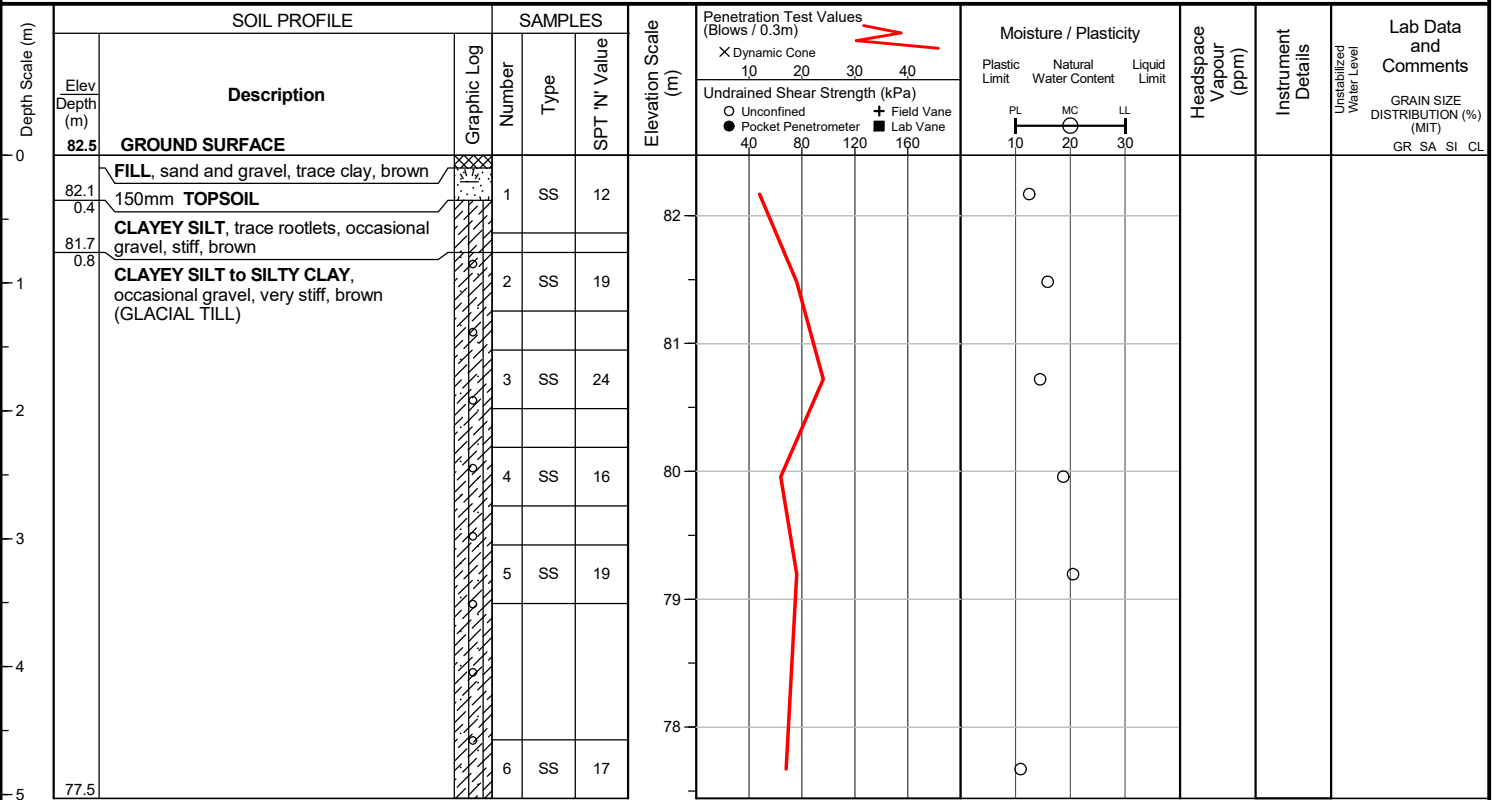 SOIL PROFILE
SAMPLES
Depth Scale (m)
Elev
Depth
(m)
Description
Graphic Log
Number
Type
SPT 'N' Value
Elevation Scale
(m)
Penetration Test Values
(Blows / 0.3m)
× Dynamic Cone
10 20 30 40
Undrained Shear Strength (kPa)
Unconfined
Field Vane
Pocket Penetrometer
Lab Vane
40 80 120 160
Moisture / Plasticity
Plastic
Limit
Natural
Water Content
Liquid
Limit
PL MC LL
10 20 30
Headspace
Vapour
(ppm)
Instrument
Details
Unstabilized
Water Level
Lab Data
and
Comments
GRAIN SIZE
DISTRIBUTION (%)
(MIT)
GR SA SI CL
82.5 GROUND SURFACE
0
FILL, sand and gravel, trace clay, brown
82.1
0.4
150mm TOPSOIL
1 SS 12
82
CLAYEY SILT, trace rootlets, occasional
gravel, stiff, brown
81.7
0.8
CLAYEY SILT to SILTY CLAY,
occasional gravel, very stiff, brown
(GLACIAL TILL)
1
2 SS 19
81
3 SS 24
2
4 SS 16
80
3
5 SS 19
79
4
78
6 SS 17
77.5
5